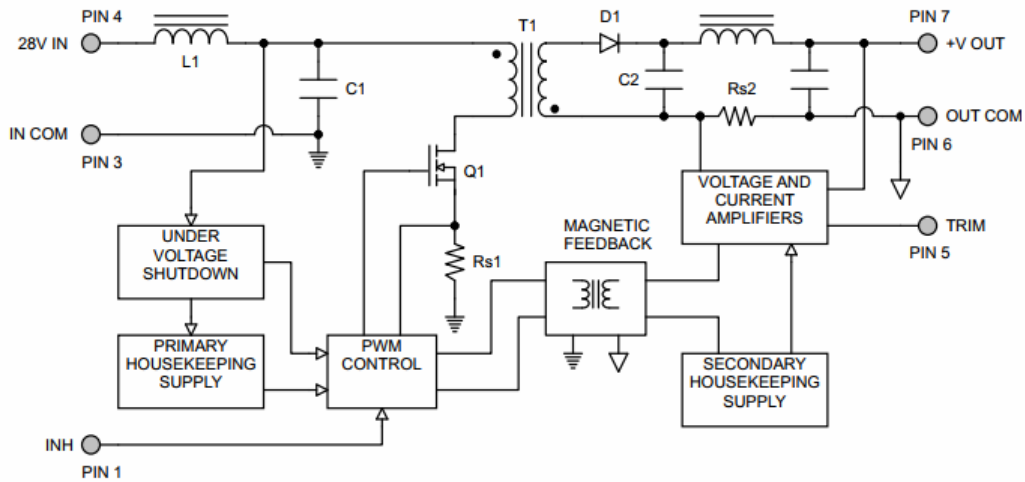 PIN 4
T1
D1
PIN 7
28V IN
+V OUT
L1
C1
C2
Rs2
IN COM
OUT COM
PIN 3
PIN 6
Q1
VOLTAGE AND
CURRENT
AMPLIFIERS
MAGNETIC
FEEDBACK
TRIM
UNDER
VOLTAGE
SHUTDOWN
PIN 5
Rs1
PRIMARY
HOUSEKEEPING
SUPPLY
PWM
CONTROL
SECONDARY
HOUSEKEEPING
SUPPLY
INH
PIN 1